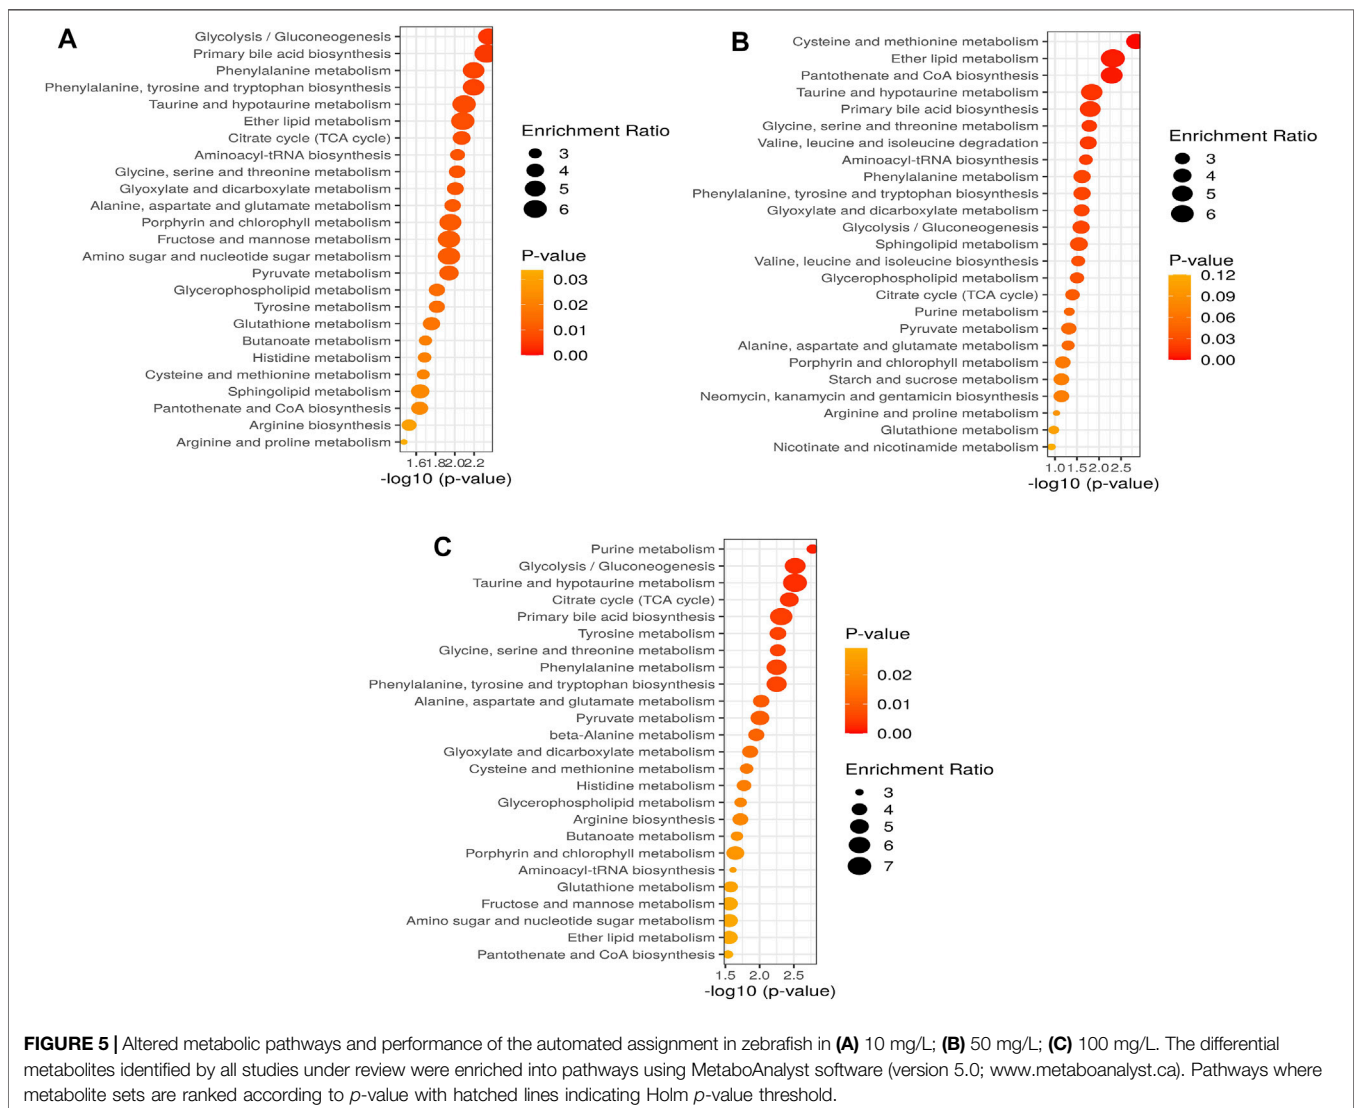 A
Glycolysis / Gluconeogenesis
Primary bile acid biosynthesis
Phenylalanine metabolism
Phenylalanine, tyrosine and tryptophan biosynthesis
Taurine and hypotaurine metabolism
Ether lipid metabolism
Citrate cycle (TCA cycle)
Aminoacyl-tRNA biosynthesis
Glycine, serine and threonine metabolism
Glyoxylate and dicarboxylate metabolism
Alanine, aspartate and glutamate metabolism
Porphyrin and chlorophyll metabolism
Fructose and mannose metabolism
Amino sugar and nucleotide sugar metabolism
Pyruvate metabolism
Glycerophospholipid metabolism
Tyrosine metabolism
Glutathione metabolism
Butanoate metabolism
Histidine metabolism
Cysteine and methionine metabolism
Sphingolipid metabolism
Pantothenate and CoA biosynthesis
Arginine biosynthesis
Arginine and proline metabolism
1.6 1.8 2.0 2.2
-log10 (p-value)
Enrichment Ratio
3
4
5
6
P-value
0.03
0.02
0.01
0.00
B
Cysteine and methionine metabolism
Ether lipid metabolism
Pantothenate and CoA biosynthesis
Taurine and hypotaurine metabolism
Primary bile acid biosynthesis
Glycine, serine and threonine metabolism
Valine, leucine and isoleucine degradation
Aminoacyl-tRNA biosynthesis
Phenylalanine metabolism
Phenylalanine, tyrosine and tryptophan biosynthesis
Glyoxylate and dicarboxylate metabolism
Glycolysis / Gluconeogenesis
Sphingolipid metabolism
Valine, leucine and isoleucine biosynthesis
Glycerophospholipid metabolism
Citrate cycle (TCA cycle)
Purine metabolism
Pyruvate metabolism
Alanine, aspartate and glutamate metabolism
Porphyrin and chlorophyll metabolism
Starch and sucrose metabolism
Neomycin, kanamycin and gentamicin biosynthesis
Arginine and proline metabolism
Glutathione metabolism
Nicotinate and nicotinamide metabolism
1.0 1.5 2.0 2.5
-log10 (p-value)
Enrichment Ratio
3
4
5
6
P-value
0.12
0.09
0.06
0.03
0.00
C
Purine metabolism
Glycolysis / Gluconeogenesis
Taurine and hypotaurine metabolism
Citrate cycle (TCA cycle)
Primary bile acid biosynthesis
Tyrosine metabolism
Glycine, serine and threonine metabolism
Phenylalanine metabolism
Phenylalanine, tyrosine and tryptophan biosynthesis
Alanine, aspartate and glutamate metabolism
Pyruvate metabolism
beta-Alanine metabolism
Glyoxylate and dicarboxylate metabolism
Cysteine and methionine metabolism
Histidine metabolism
Glycerophospholipid metabolism
Arginine biosynthesis
Butanoate metabolism
Porphyrin and chlorophyll metabolism
Aminoacyl-tRNA biosynthesis
Glutathione metabolism
Fructose and mannose metabolism
Amino sugar and nucleotide sugar metabolism
Ether lipid metabolism
Pantothenate and CoA biosynthesis
1.5 2.0 2.5
-log10 (p-value)
P-value
0.02
0.01
0.00
Enrichment Ratio
3
4
5
6
7
FIGURE 5 | Altered metabolic pathways and performance of the automated assignment in zebrafish in (A) 10 mg/L; (B) 50 mg/L; (C) 100 mg/L. The differential
metabolites identified by all studies under review were enriched into pathways using MetaboAnalyst software (version 5.0; www.metaboanalyst.ca). Pathways where
metabolite sets are ranked according to p-value with hatched lines indicating Holm p-value threshold.